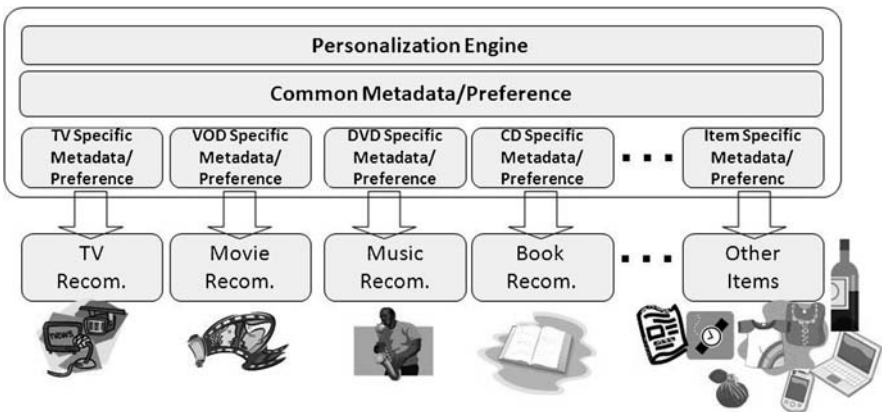 Personalization Engine
Common Metadata/Preference
TV Specific
Metadata/
Preference
VOD Specific
Metadata/
Preference
DVD Specific
Metadata/
Preference
CD Specific
Metadata/
Preference
Item Specific
Metadata/
Preferenc
TV
Recom.
Movie
Recom.
Music
Recom.
Book
Recom.
Other
Items
news